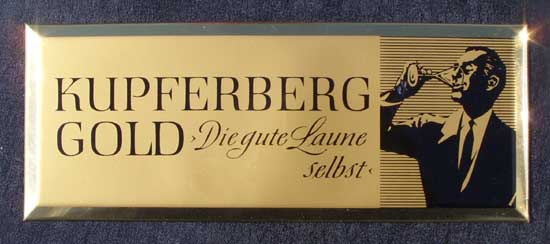 KUPFERBERG
GOLD ›Die gute Laune
selbst‹